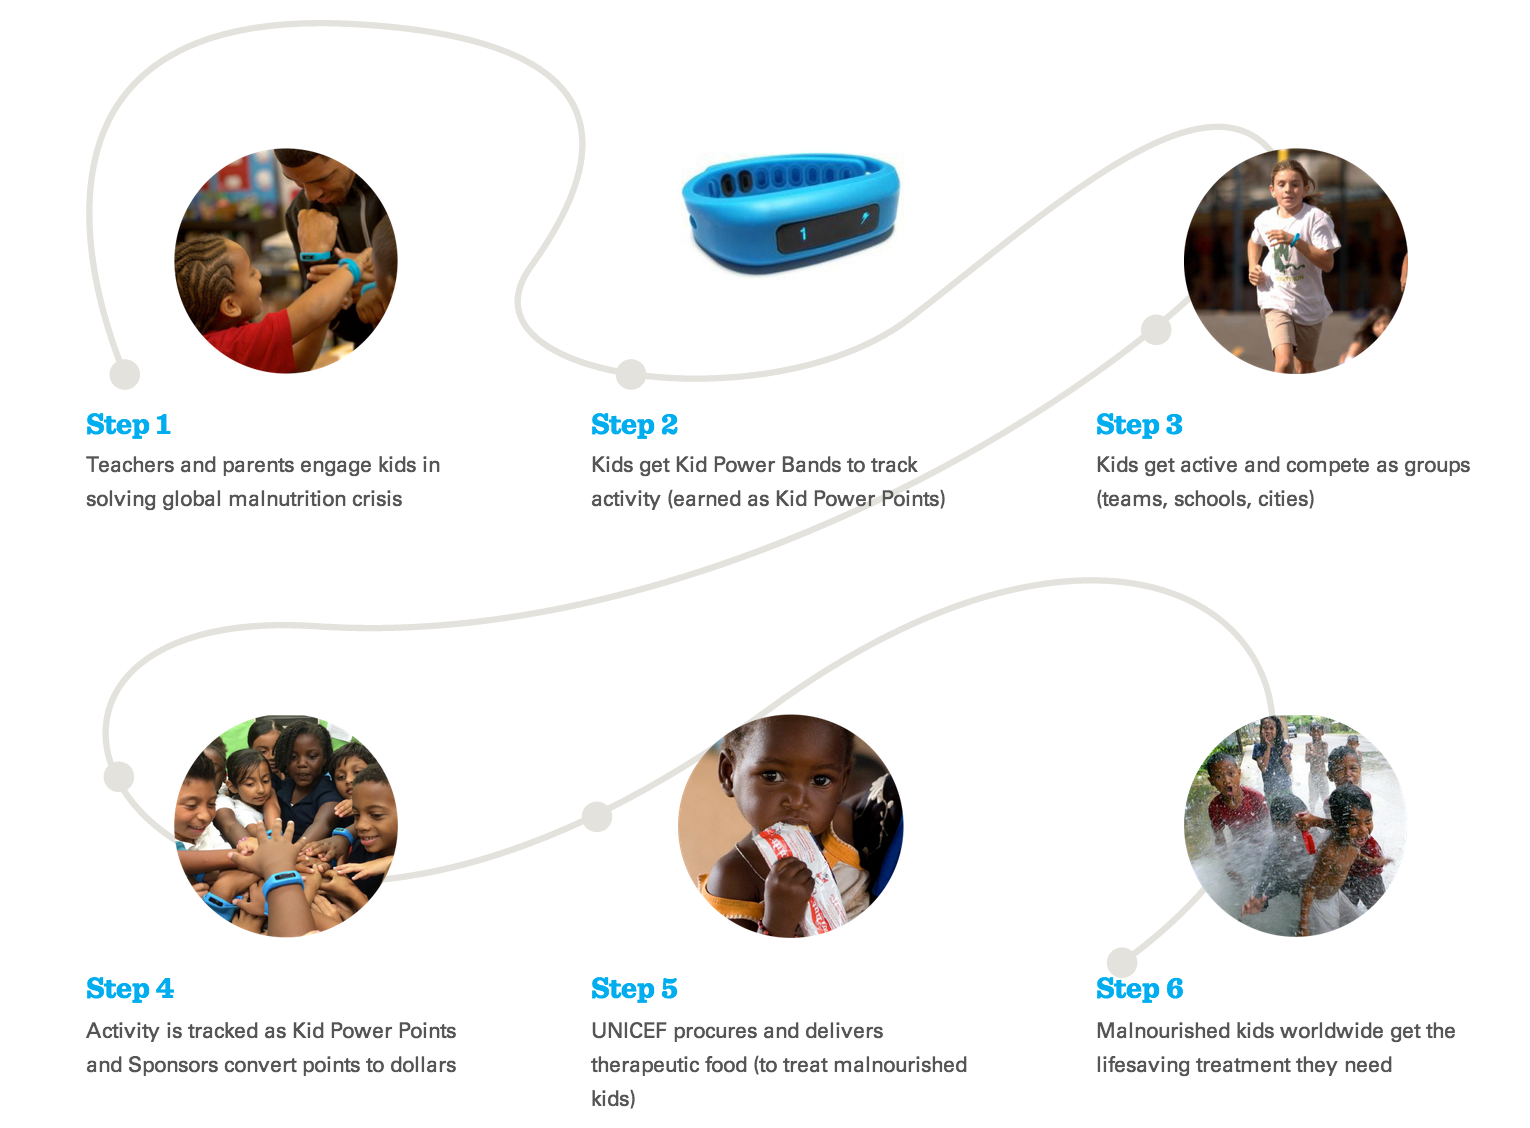 1
Step 1
Teachers and parents engage kids in
solving global malnutrition crisis
Step 2
Kids get Kid Power Bands to track
activity (earned as Kid Power Points)
Step 3
Kids get active and compete as groups
(teams, schools, cities)
Step 4
Activity is tracked as Kid Power Points
and Sponsors convert points to dollars
Step 5
UNICEF procures and delivers
therapeutic food (to treat malnourished
kids)
Step 6
Malnourished kids worldwide get the
lifesaving treatment they need